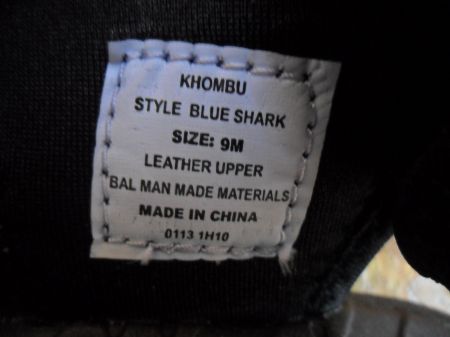 KHOMBU
STYLE BLUE SHARK
SIZE: 9M
LEATHER UPPER
BAL MAN MADE MATERIALS
MADE IN CHINA
0113 1H10